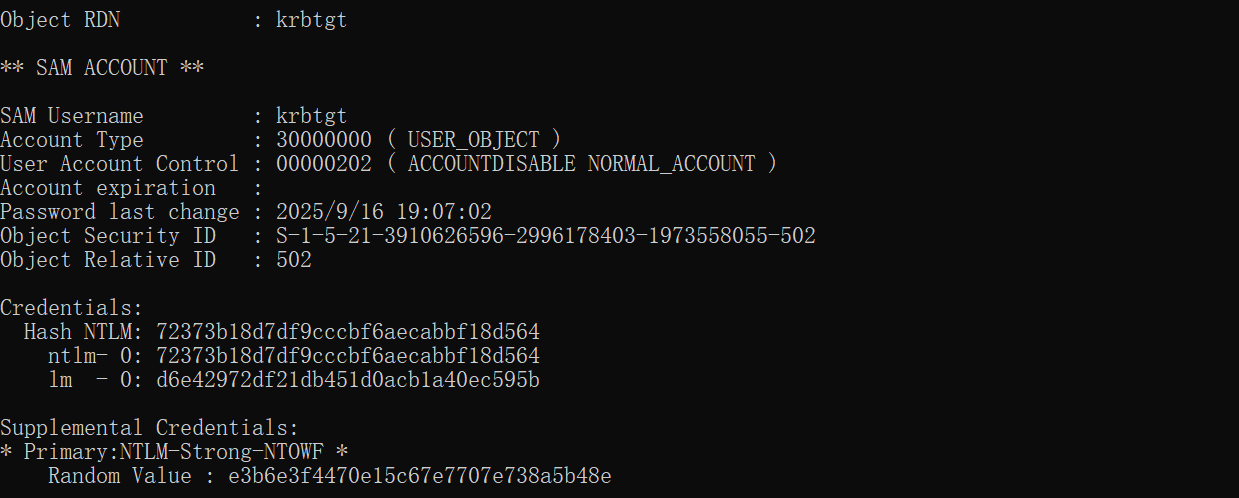 Object RDN           : krbtgt
** SAM ACCOUNT **
SAM Username         : krbtgt
Account Type         : 30000000 ( USER_OBJECT )
User Account Control : 00000202 ( ACCOUNTDISABLE NORMAL_ACCOUNT )
Account expiration   :
Password last change : 2025/9/16 19:07:02
Object Security ID   : S-1-5-21-3910626596-2996178403-1973558055-502
Object Relative ID   : 502
Credentials:
  Hash NTLM: 72373b18d7df9cccbf6aecabbf18d564
    ntlm- 0: 72373b18d7df9cccbf6aecabbf18d564
    lm  - 0: d6e42972df21db451d0acb1a40ec595b
Supplemental Credentials:
* Primary:NTLM-Strong-NTOWF *
    Random Value : e3b6e3f4470e15c67e7707e738a5b48e